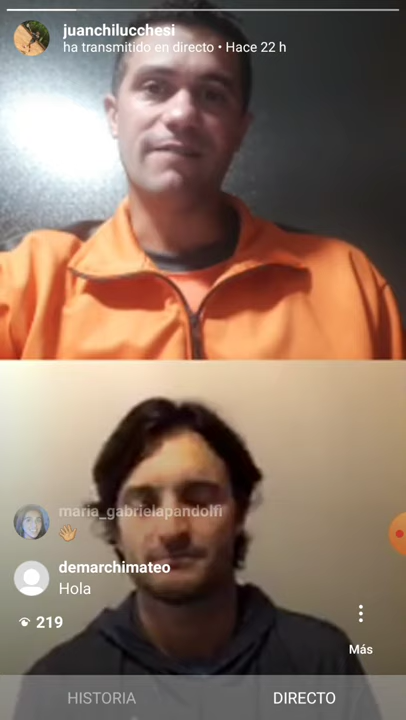 juanchilucchesi
ha transmitido en directo • Hace 22 h
maria_gabrielapandolfi
👋
demarchimateo
Hola
219
Más
HISTORIA
DIRECTO